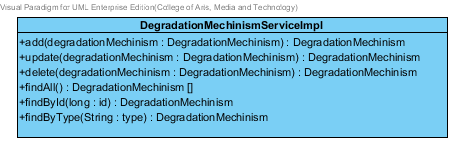 Visual Paradigm for UML Enterprise Edition(College of Arts, Media and Technology)
DegradationMechinismServiceImpl
+add(degradationMechinism : DegradationMechinism) : DegradationMechinism
+update(degradationMechinism : DegradationMechinism) : DegradationMechinism
+delete(degradationMechinism : DegradationMechinism) : DegradationMechinism
+findAll() : DegradationMechinism []
+findById(long : id) : DegradationMechinism
+findByType(String : type) : DegradationMechinism